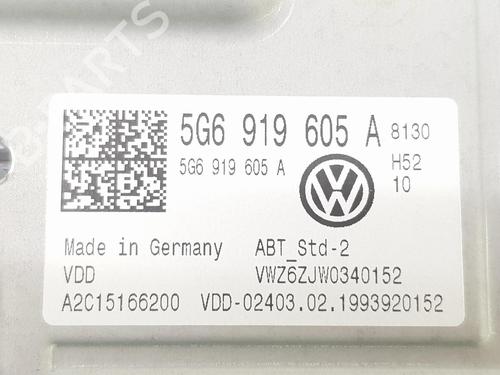 B-PARTS
5G6 919 605 A 8130
5G6 919 605 A H52
10
Made in Germany ABT_Std-2
VDD VWZ6ZJW0340152
A2C15166200 VDD-02403.02.1993920152